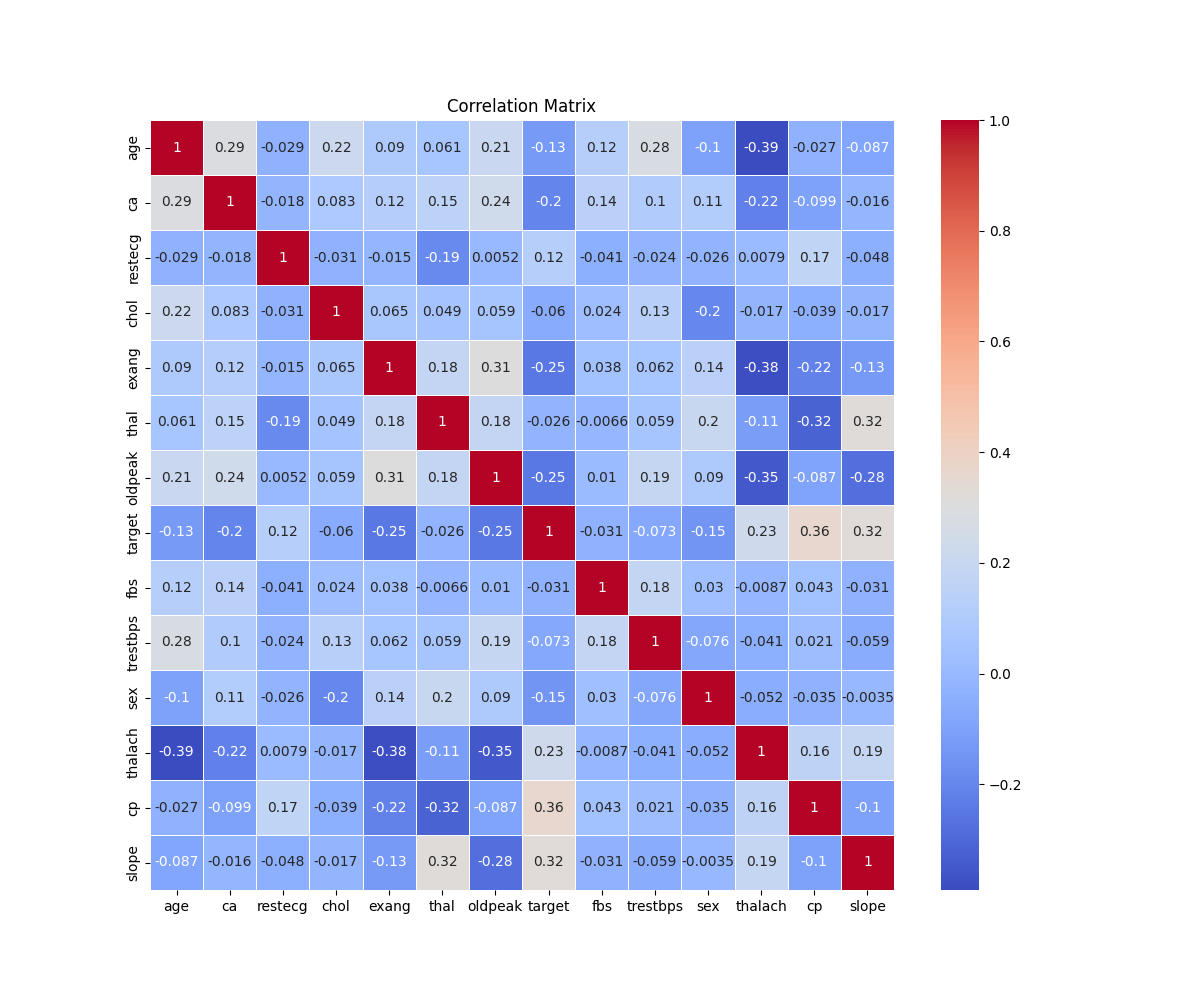 Correlation Matrix
age 1 0.29 -0.029 0.22 0.09 0.061 0.21 -0.13 0.12 0.28 -0.1 -0.39 -0.027 -0.087
ca 0.29 1 -0.018 0.083 0.12 0.15 0.24 -0.2 0.14 0.1 0.11 -0.22 -0.099 -0.016
restecg -0.029 -0.018 1 -0.031 -0.015 -0.19 0.0052 0.12 -0.041 -0.024 -0.026 0.0079 0.17 -0.048
chol 0.22 0.083 -0.031 1 0.065 0.049 0.059 -0.06 0.024 0.13 -0.2 -0.017 -0.039 -0.017
exang 0.09 0.12 -0.015 0.065 1 0.18 0.31 -0.25 0.038 0.062 0.14 -0.38 -0.22 -0.13
thal 0.061 0.15 -0.19 0.049 0.18 1 0.18 -0.026 -0.0066 0.059 0.2 -0.11 -0.32 0.32
oldpeak 0.21 0.24 0.0052 0.059 0.31 0.18 1 -0.25 0.01 0.19 0.09 -0.35 -0.087 -0.28
target -0.13 -0.2 0.12 -0.06 -0.25 -0.026 -0.25 1 -0.031 -0.073 -0.15 0.23 0.36 0.32
fbs 0.12 0.14 -0.041 0.024 0.038 -0.0066 0.01 -0.031 1 0.18 0.03 -0.0087 0.043 -0.031
trestbps 0.28 0.1 -0.024 0.13 0.062 0.059 0.19 -0.073 0.18 1 -0.076 -0.041 0.021 -0.059
sex -0.1 0.11 -0.026 -0.2 0.14 0.2 0.09 -0.15 0.03 -0.076 1 -0.052 -0.035 -0.0035
thalach -0.39 -0.22 0.0079 -0.017 -0.38 -0.11 -0.35 0.23 -0.0087 -0.041 -0.052 1 0.16 0.19
cp -0.027 -0.099 0.17 -0.039 -0.22 -0.32 -0.087 0.36 0.043 0.021 -0.035 0.16 1 -0.1
slope -0.087 -0.016 -0.048 -0.017 -0.13 0.32 -0.28 0.32 -0.031 -0.059 -0.0035 0.19 -0.1 1
age ca restecg chol exang thal oldpeak target fbs trestbps sex thalach cp slope
1.0
0.8
0.6
0.4
0.2
0.0
−0.2